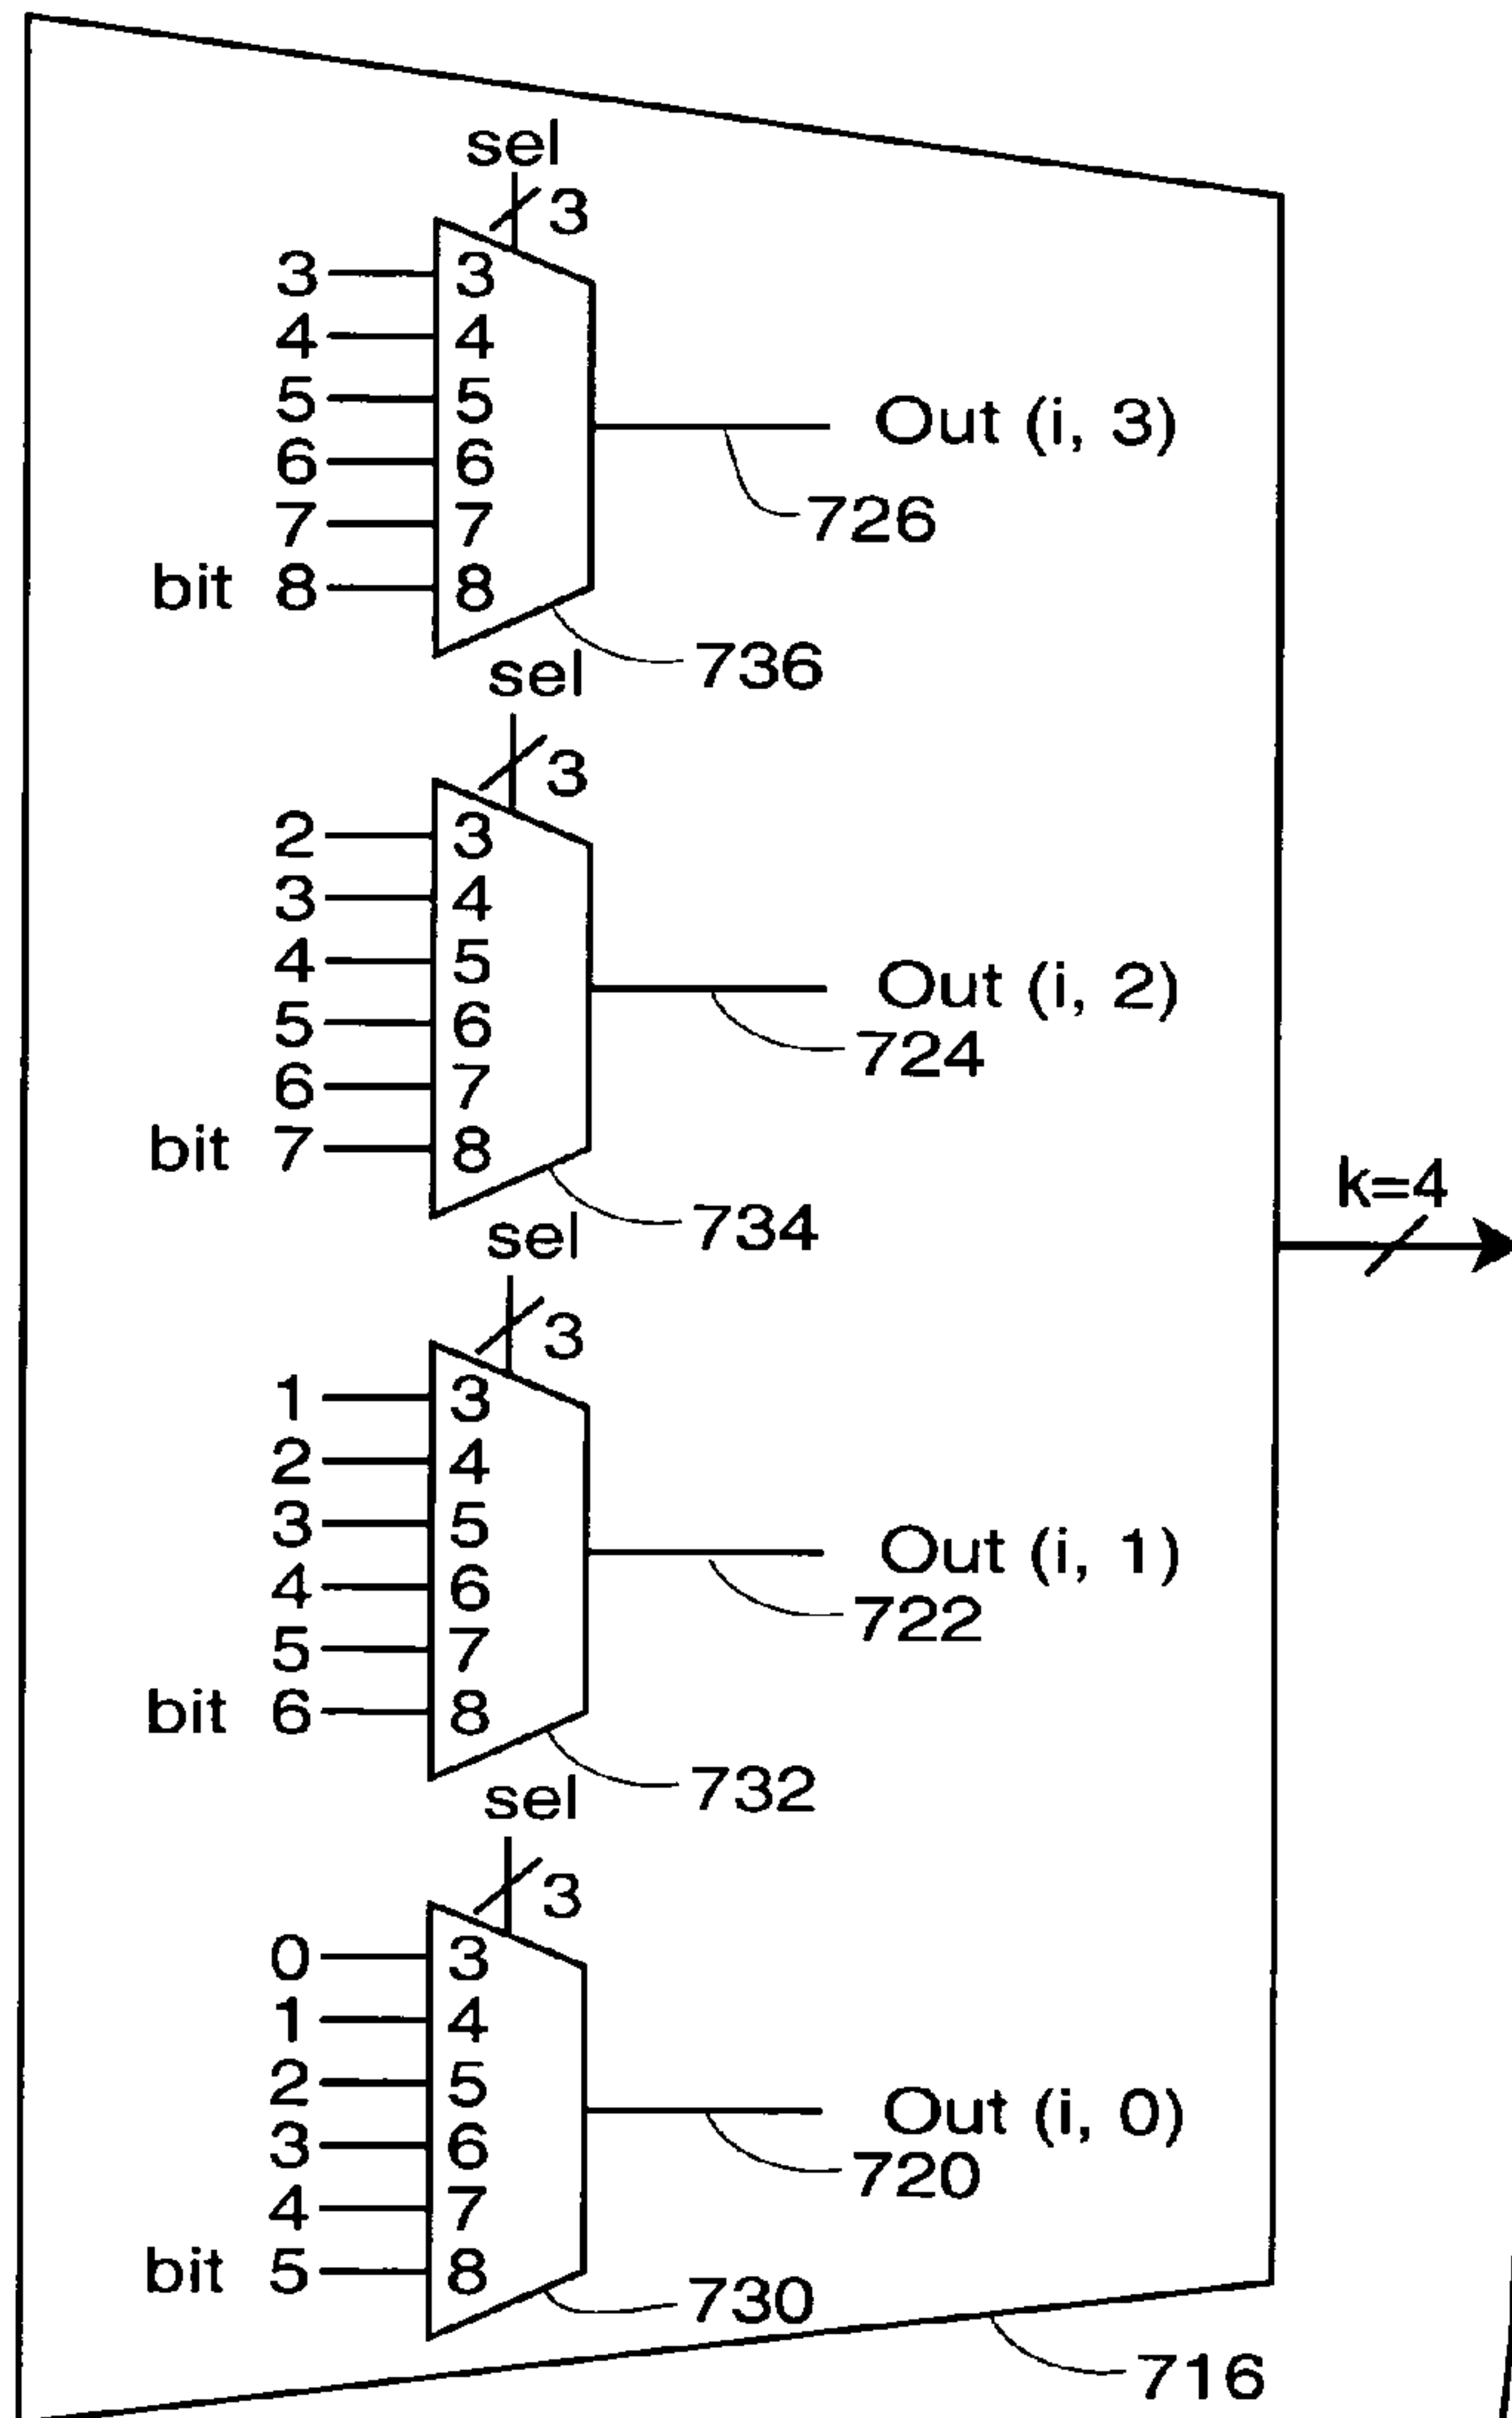 sel
3
3 3
4 4
5 5 Out (i, 3)
6 6
726
7 7
bit 8 8
736
sel
3
2 3
3 4
4 5 Out (i, 2)
5 6
724
6 7
bit 7 8
k=4
734
sel
3
1 3
2 4
3 5
Out (i, 1)
4 6
722
5 7
bit 6 8
732
sel
3
0 3
1 4
2 5
Out (i, 0)
3 6
720
4 7
bit 5 8
730
716